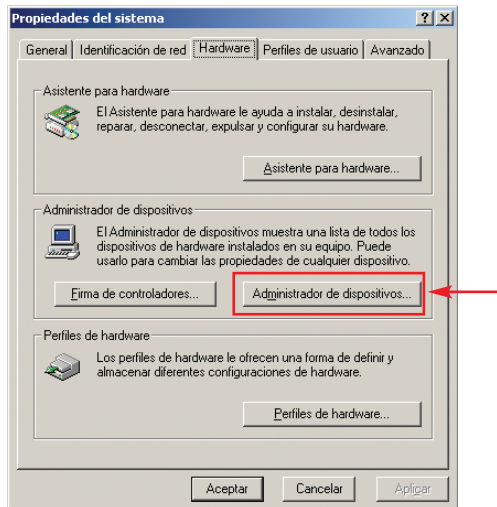 Propiedades del sistema
General Identificación de red Hardware Perfiles de usuario Avanzado
Asistente para hardware
El Asistente para hardware le ayuda a instalar, desinstalar,
reparar, desconectar, expulsar y configurar su hardware.
Asistente para hardware...
Administrador de dispositivos
El Administrador de dispositivos muestra una lista de todos los
dispositivos de hardware instalados en su equipo. Puede
usarlo para cambiar las propiedades de cualquier dispositivo.
Firma de controladores... Administrador de dispositivos...
Perfiles de hardware
Los perfiles de hardware le ofrecen una forma de definir y
almacenar diferentes configuraciones de hardware.
Perfiles de hardware...
Aceptar Cancelar Aplicar